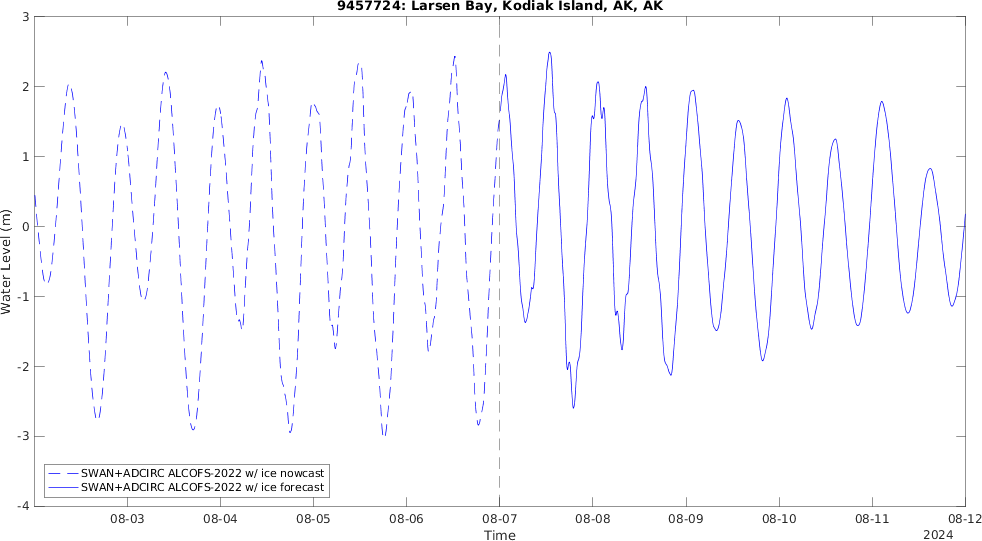 9457724: Larsen Bay, Kodiak Island, AK, AK
3
2
1
0
-1
-2
-3
-4
Water Level (m)
SWAN+ADCIRC ALCOFS-2022 w/ ice nowcast
SWAN+ADCIRC ALCOFS-2022 w/ ice forecast
08-03 08-04 08-05 08-06 08-07 08-08 08-09 08-10 08-11 08-12
Time
2024